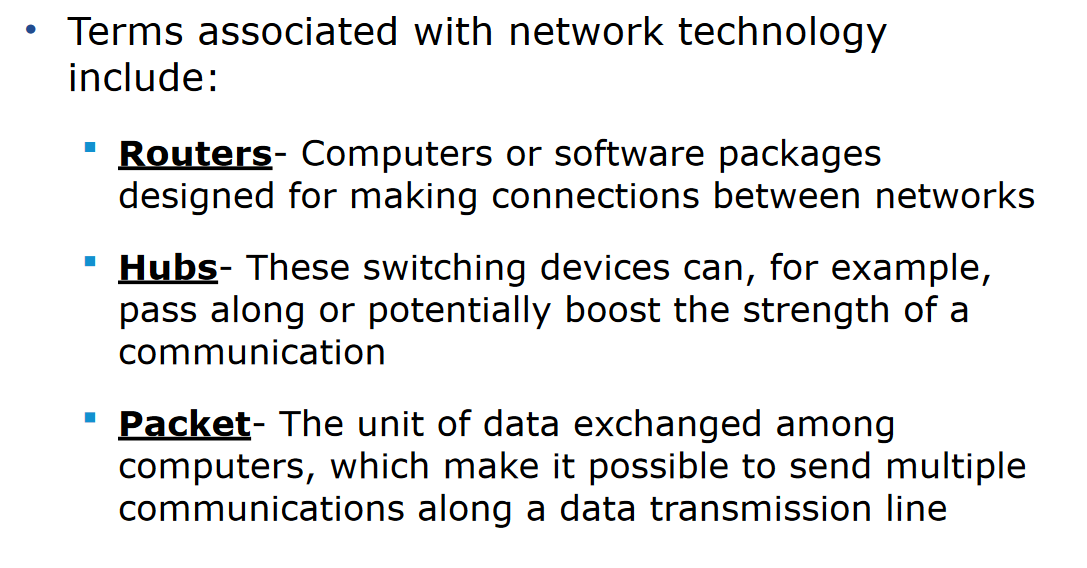 • Terms associated with network technology
include:
▪ Routers- Computers or software packages
designed for making connections between networks
▪ Hubs- These switching devices can, for example,
pass along or potentially boost the strength of a
communication
▪ Packet- The unit of data exchanged among
computers, which make it possible to send multiple
communications along a data transmission line